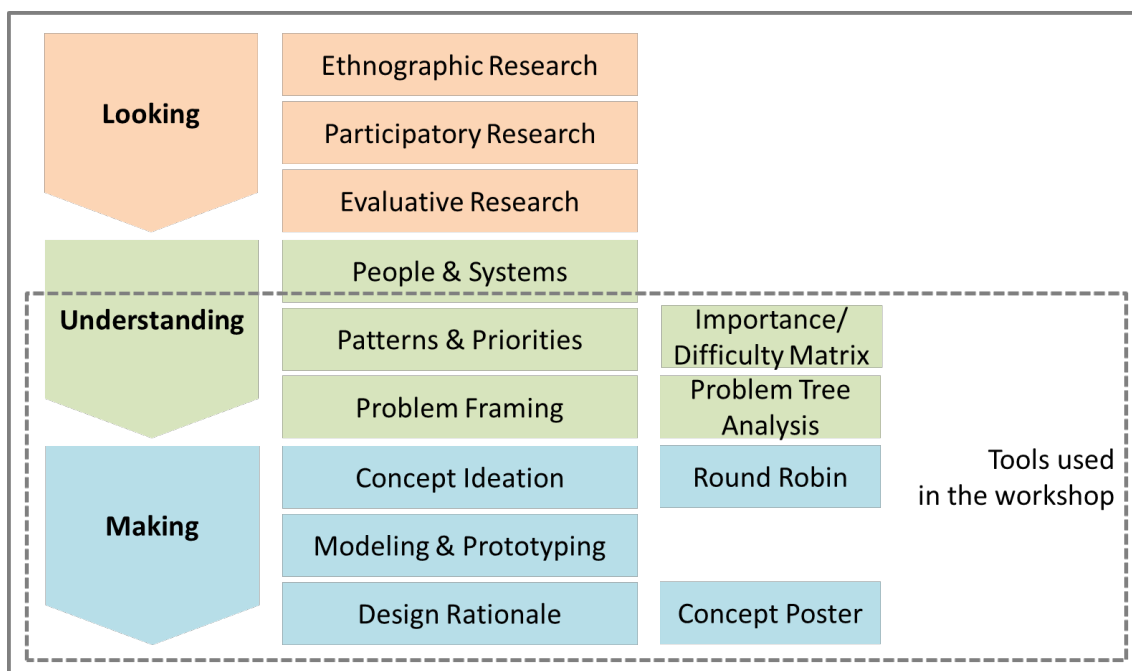 Looking
Ethnographic Research
Participatory Research
Evaluative Research
Understanding
People & Systems
Patterns & Priorities
Importance/
Difficulty Matrix
Problem Framing
Problem Tree
Analysis
Making
Concept Ideation
Round Robin
Modeling & Prototyping
Design Rationale
Concept Poster
Tools used
in the workshop